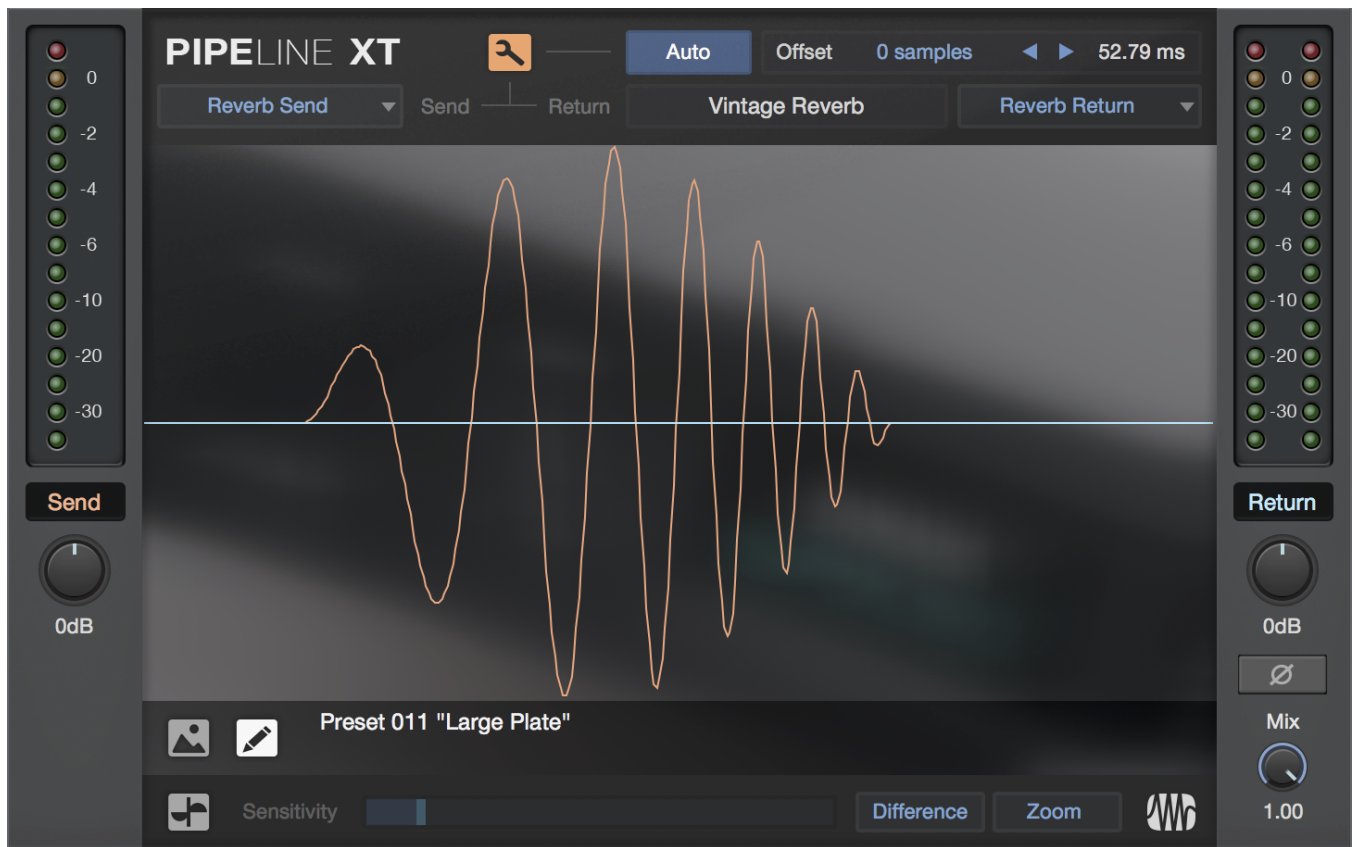 PIPELINE XT
Auto
Offset 0 samples 52.79 ms
Reverb Send
Send
Return
Vintage Reverb
Reverb Return
0
-2
-4
-6
-10
-20
-30
Send
0dB
0
-2
-4
-6
-10
-20
-30
Return
0dB
Ø
Mix
1.00
Preset 011 "Large Plate"
Sensitivity
Difference
Zoom